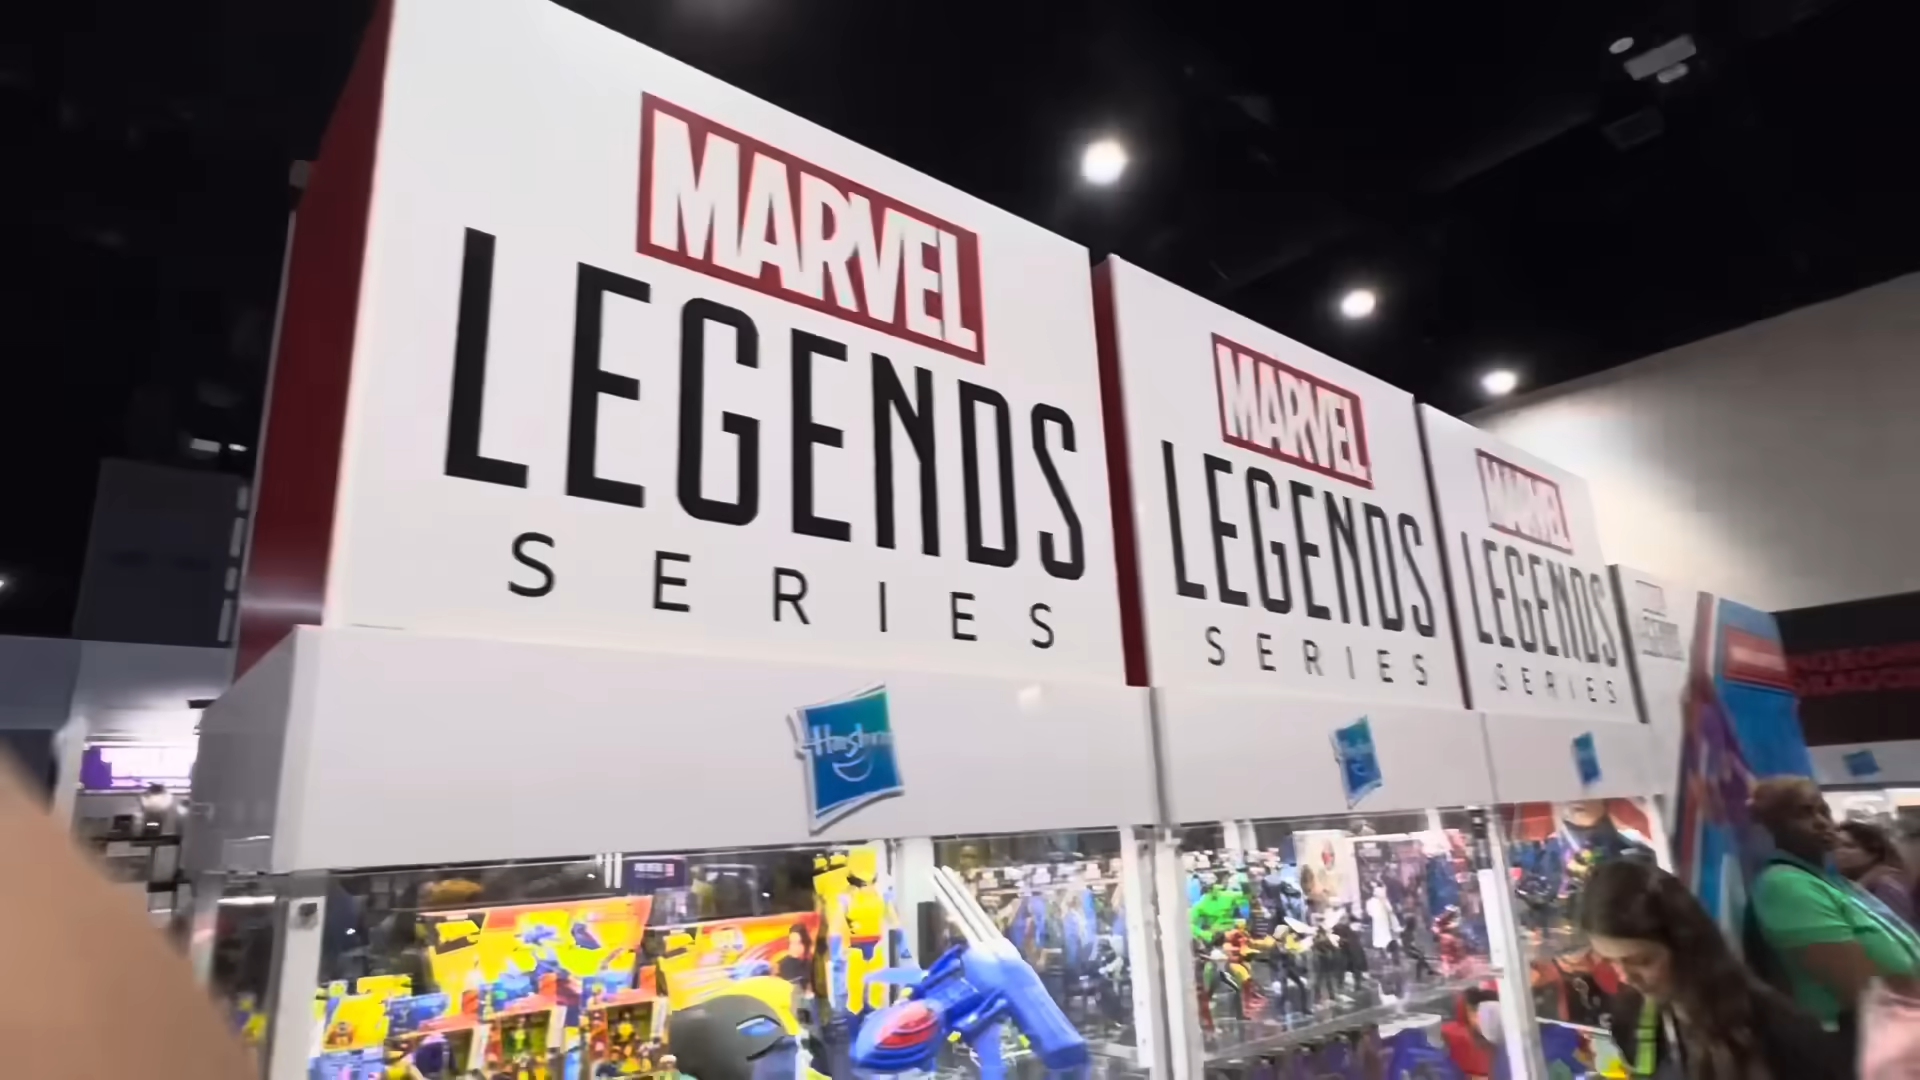 MARVEL
LEGENDS
SERIES
Hasbro
MARVEL
LEGENDS
SERIES
Hasbro
MARVEL
LEGENDS
SERIES